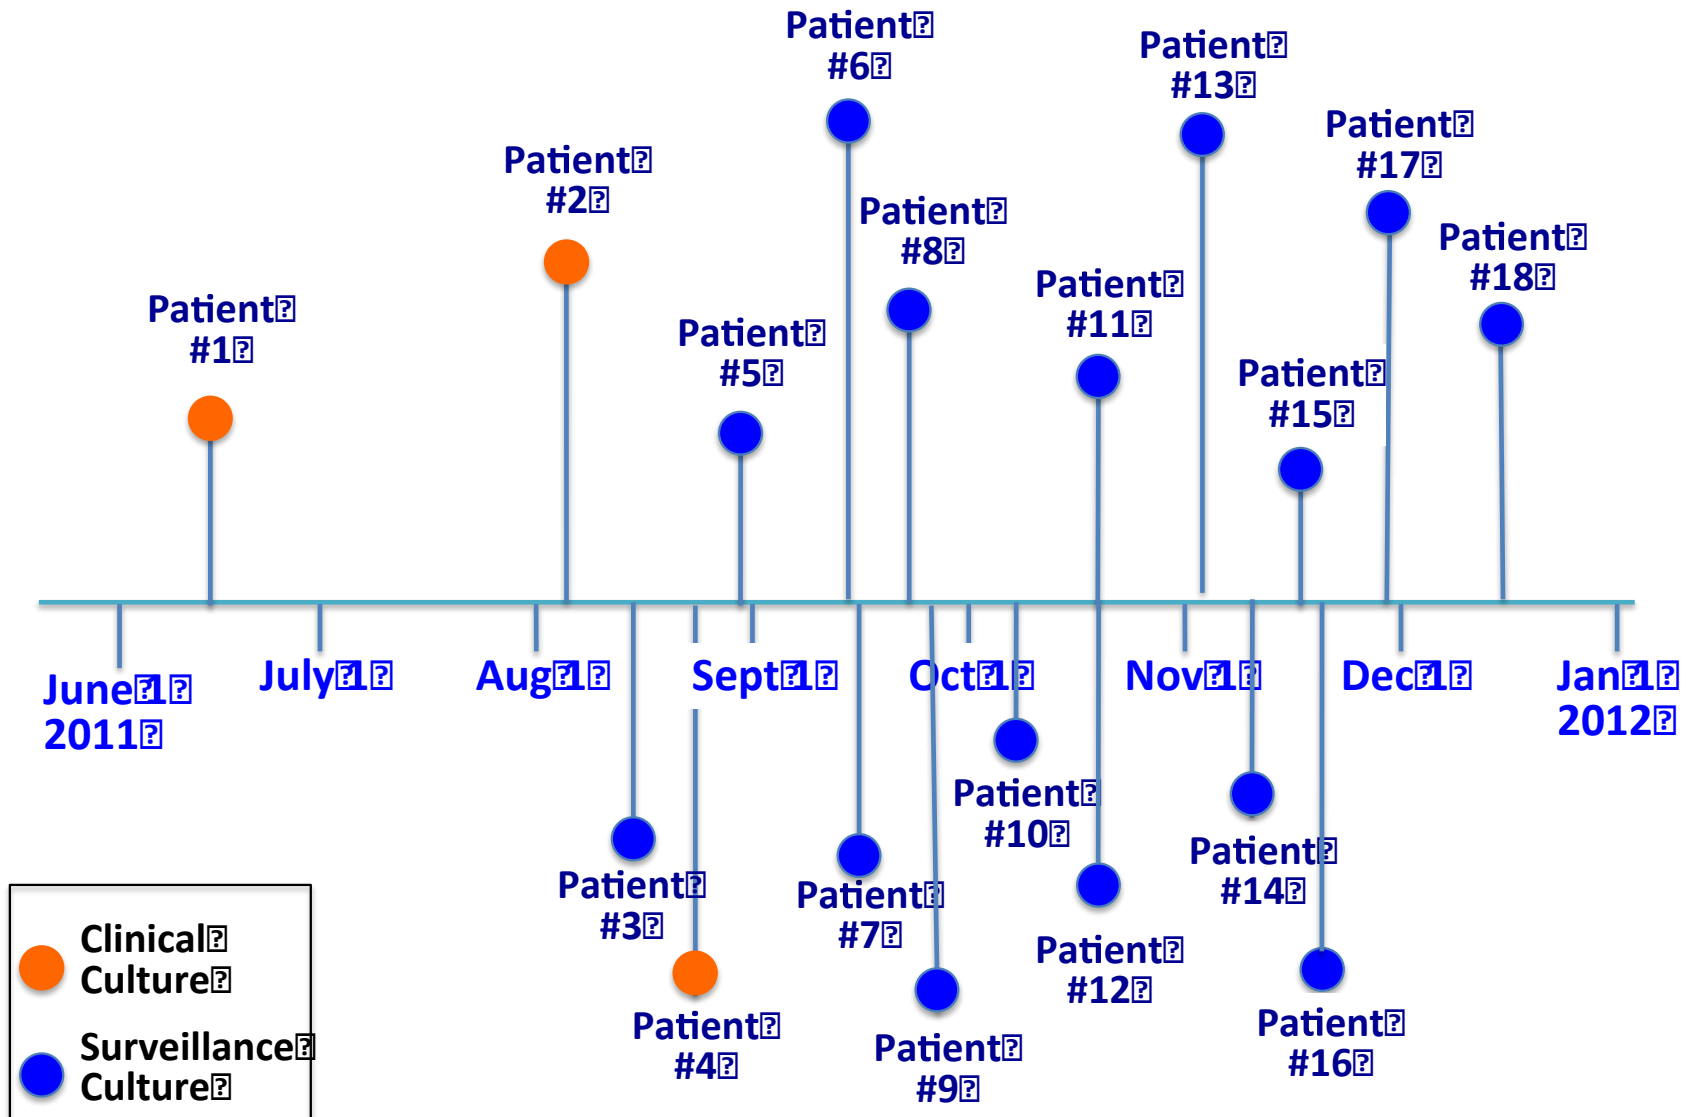 Patient�
#6�
Patient�
#13�
Patient�
#17�
Patient�
#2�
Patient�
#8�
Patient�
#18�
Patient�
#11�
Patient�
#1�
Patient�
#5�
Patient�
#15�
June�1�
2011�
July�1�
Aug�1�
Sept�1�
Oct�1�
Nov�1�
Dec�1�
Jan�1�
2012�
Patient�
#10�
Patient�
#14�
Patient�
#3�
Patient�
#7�
Patient�
#12�
Patient�
#16�
Patient�
#4�
Patient�
#9�
Clinical�
Culture�
Surveillance�
Culture�